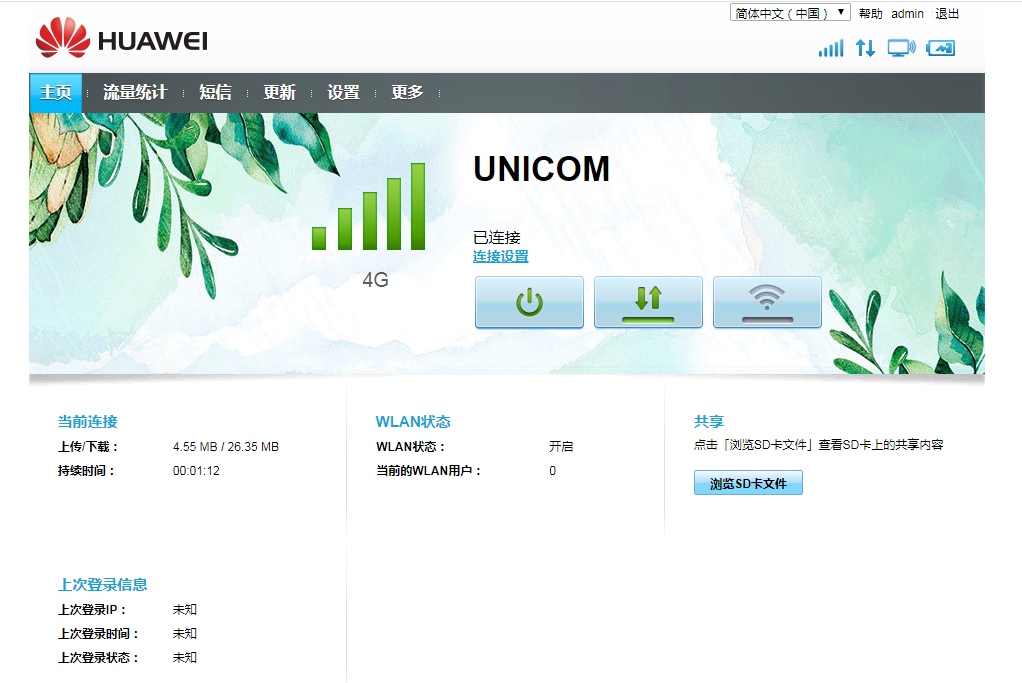 简体中文（中国） 帮助 admin 退出
HUAWEI
主页 流量统计 短信 更新 设置 更多
UNICOM
已连接
连接设置
4G
当前连接
上传/下载： 4.55 MB / 26.35 MB
持续时间： 00:01:12
WLAN状态
WLAN状态： 开启
当前的WLAN用户： 0
共享
点击「浏览SD卡文件」查看SD卡上的共享内容
浏览SD卡文件
上次登录信息
上次登录IP： 未知
上次登录时间： 未知
上次登录状态： 未知